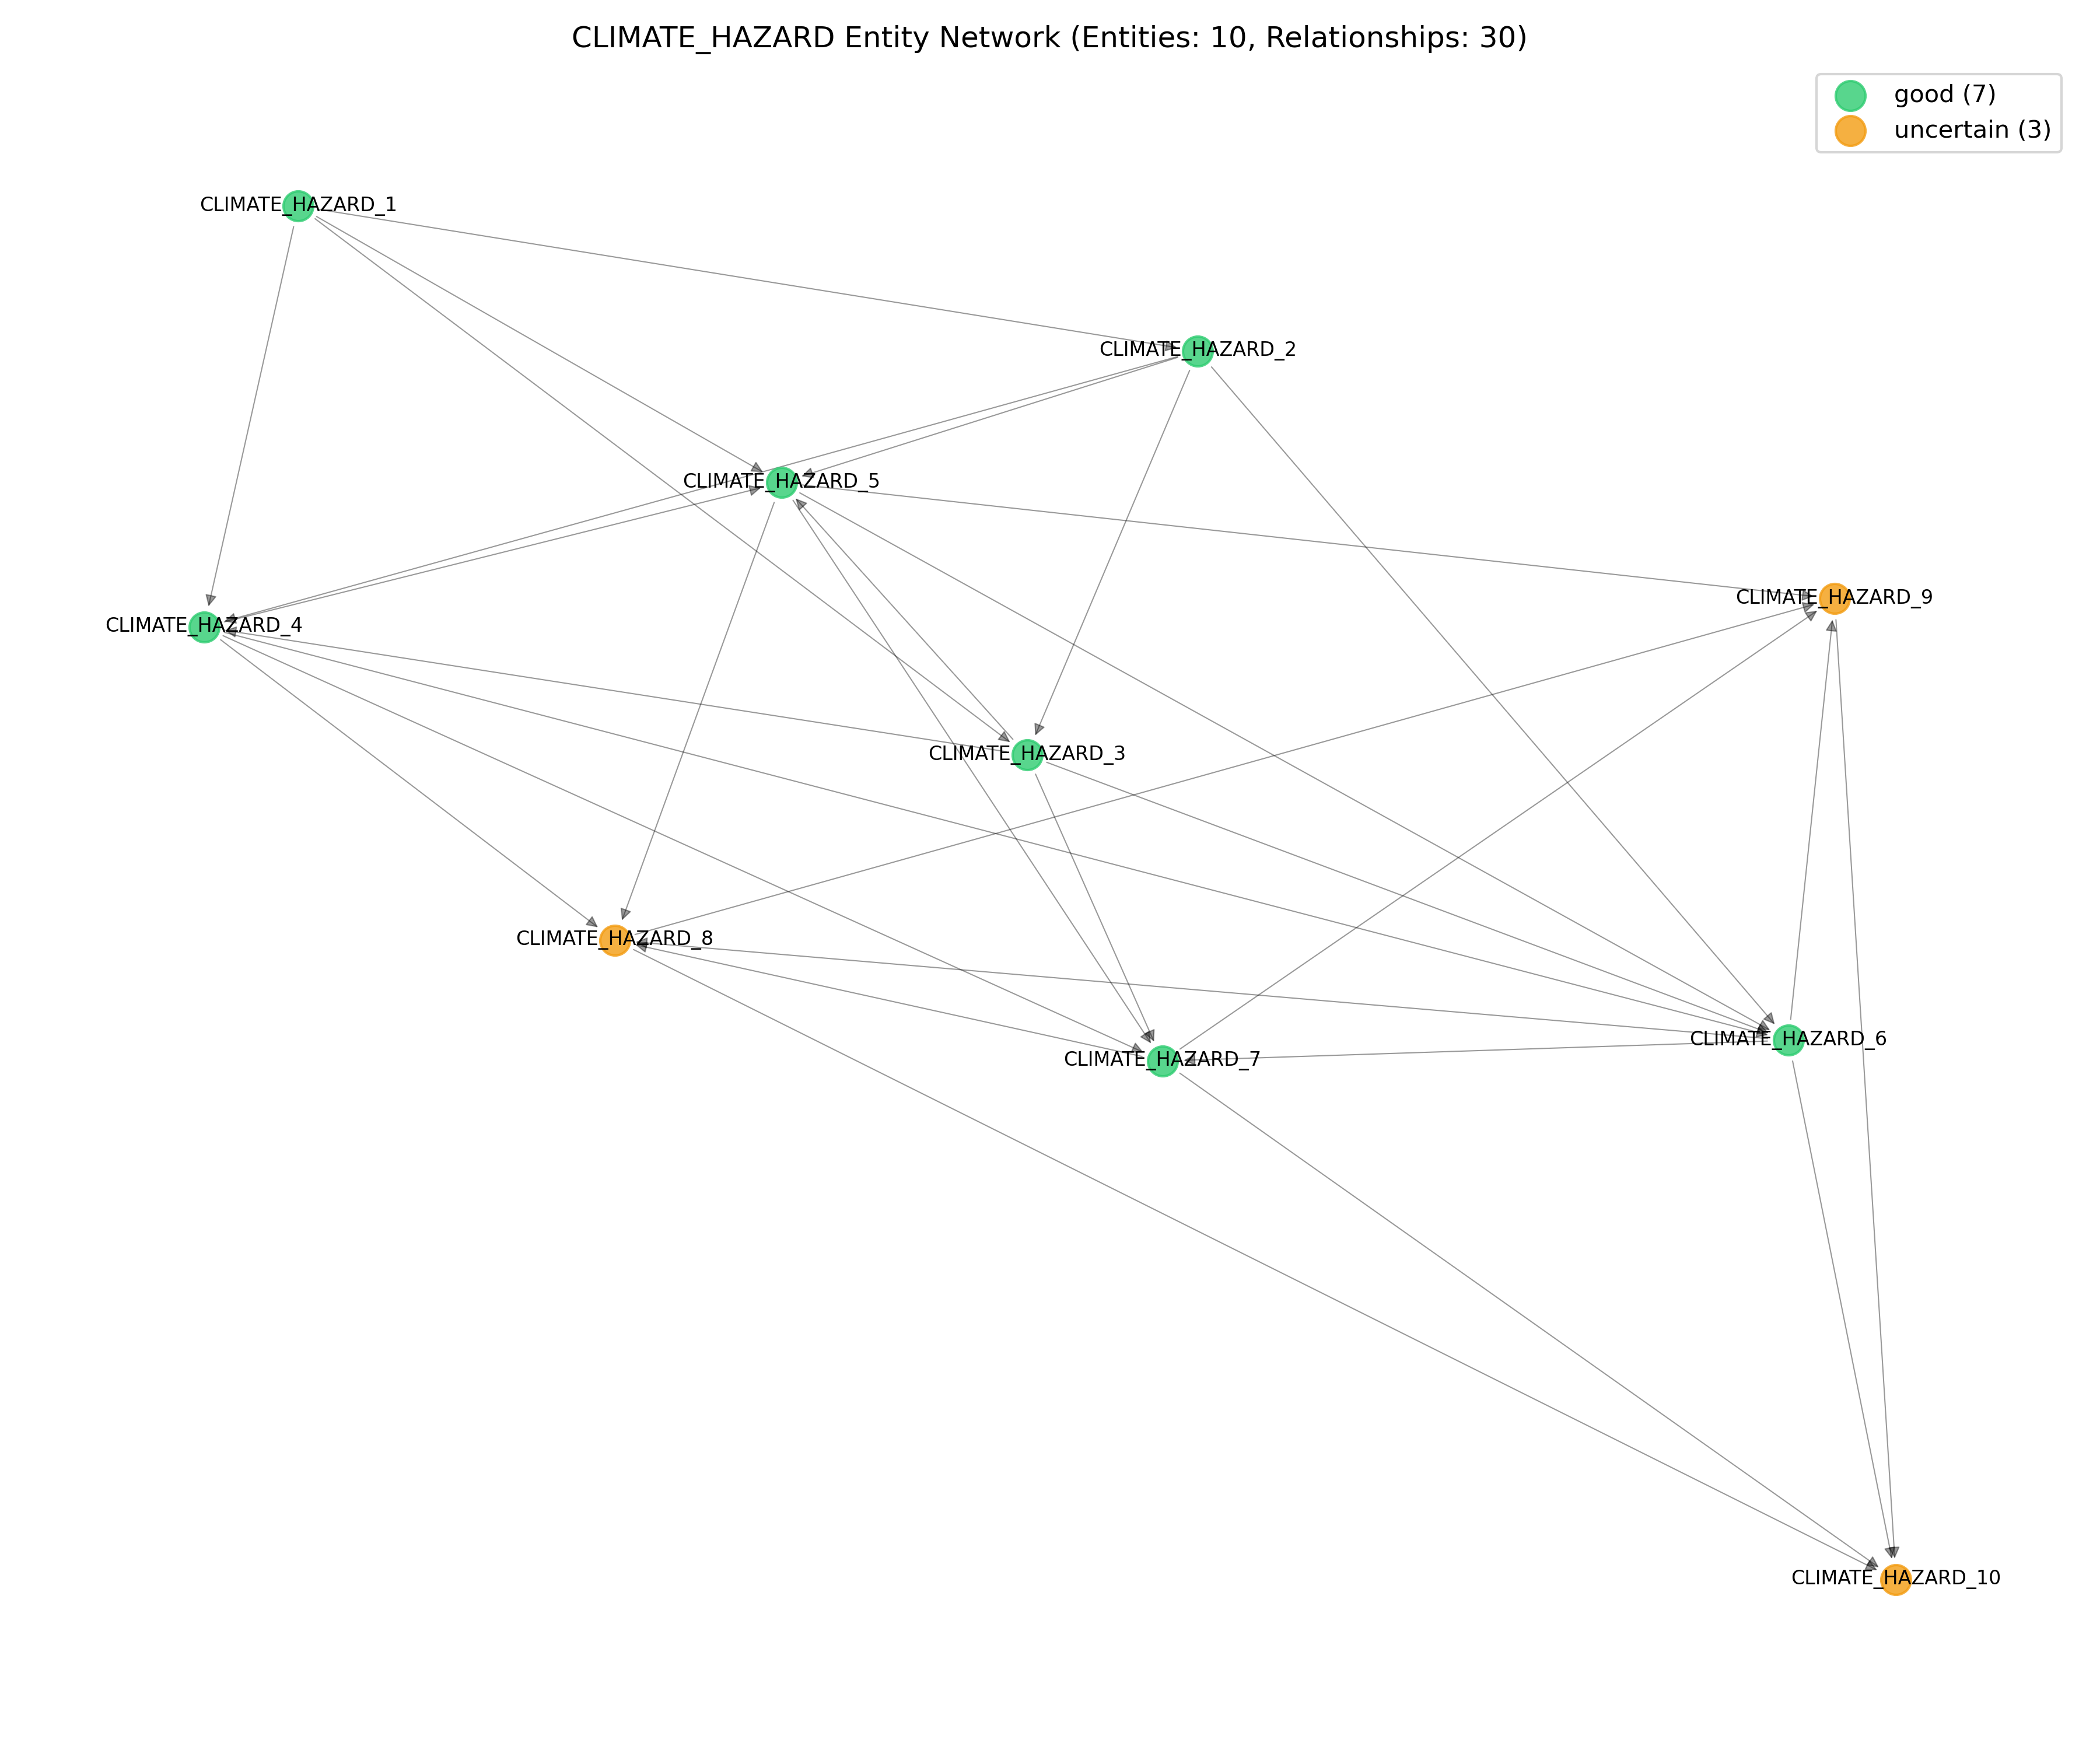 CLIMATE_HAZARD Entity Network (Entities: 10, Relationships: 30)
good (7)
uncertain (3)
CLIMATE_HAZARD_1
CLIMATE_HAZARD_2
CLIMATE_HAZARD_5
CLIMATE_HAZARD_9
CLIMATE_HAZARD_4
CLIMATE_HAZARD_3
CLIMATE_HAZARD_8
CLIMATE_HAZARD_6
CLIMATE_HAZARD_7
CLIMATE_HAZARD_10